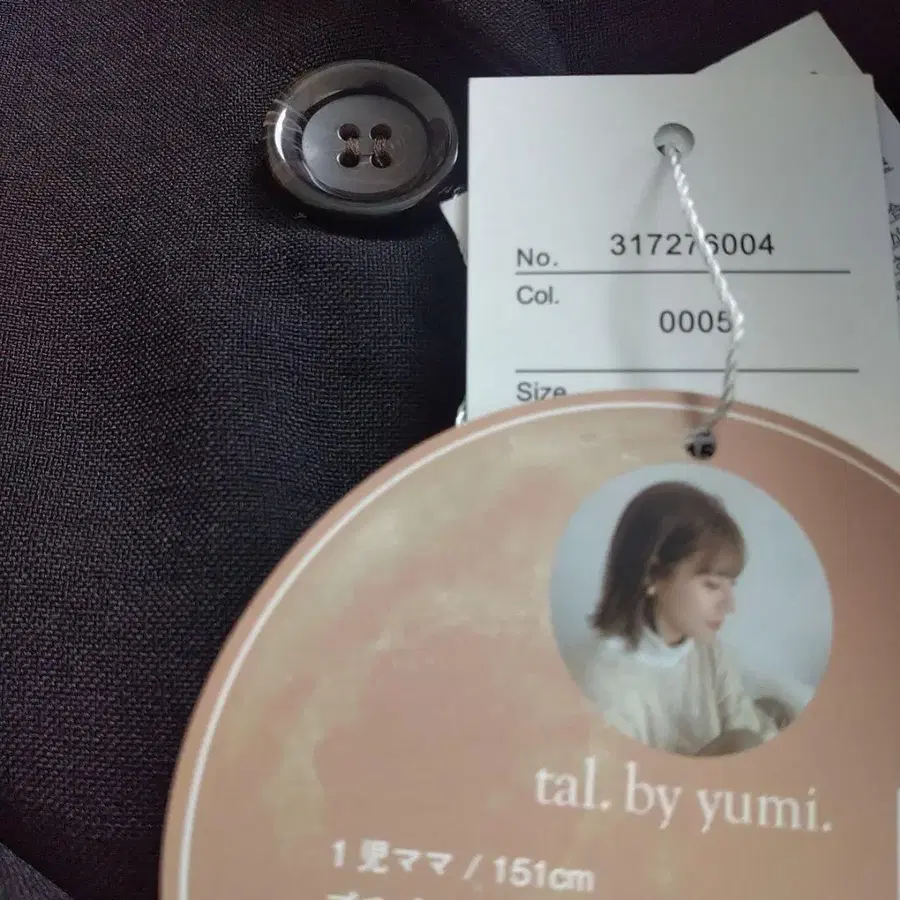 No. 317276004
Col.
0005
Size
tal. by yumi.
1児ママ / 151cm